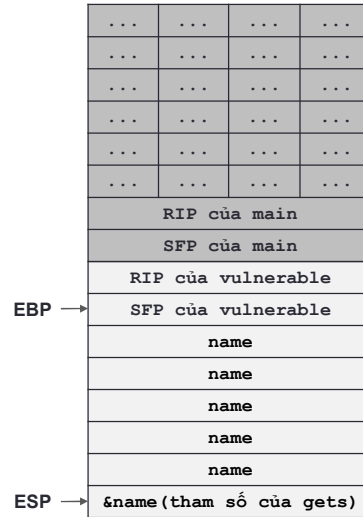 ... ... ... ...
... ... ... ...
... ... ... ...
... ... ... ...
... ... ... ...
... ... ... ...
RIP của main
SFP của main
RIP của vulnerable
EBP SFP của vulnerable
name
name
name
name
name
ESP &name(tham số của gets)